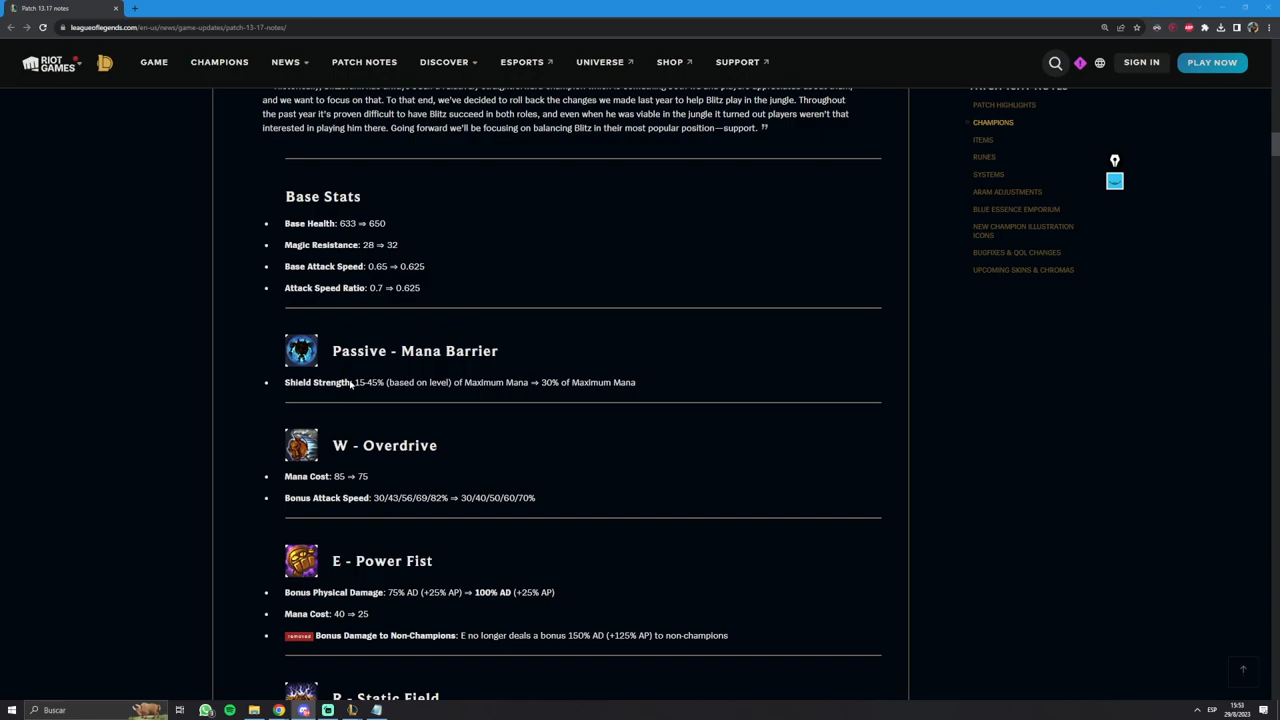 Patch 13.17 notes
leagueoflegends.com/en-us/news/game-updates/patch-13-17-notes/
RIOT GAMES
GAME
CHAMPIONS
NEWS
PATCH NOTES
DISCOVER
ESPORTS
UNIVERSE
SHOP
SUPPORT
SIGN IN
PLAY NOW
and we want to focus on that. To that end, we've decided to roll back the changes we made last year to help Blitz play in the jungle. Throughout
the past year it's proven difficult to have Blitz succeed in both roles, and even when he was viable in the jungle it turned out players weren't that
interested in playing him there. Going forward we'll be focusing on balancing Blitz in their most popular position—support. ”
Base Stats
Base Health: 633 ⇒ 650
Magic Resistance: 28 ⇒ 32
Base Attack Speed: 0.65 ⇒ 0.625
Attack Speed Ratio: 0.7 ⇒ 0.625
Passive - Mana Barrier
Shield Strength: 15-45% (based on level) of Maximum Mana ⇒ 30% of Maximum Mana
W - Overdrive
Mana Cost: 85 ⇒ 75
Bonus Attack Speed: 30/43/56/69/82% ⇒ 30/40/50/60/70%
E - Power Fist
Bonus Physical Damage: 75% AD (+25% AP) ⇒ 100% AD (+25% AP)
Mana Cost: 40 ⇒ 25
removed Bonus Damage to Non-Champions: E no longer deals a bonus 150% AD (+125% AP) to non-champions
R - Static Field
PATCH HIGHLIGHTS
CHAMPIONS
ITEMS
RUNES
SYSTEMS
ARAM ADJUSTMENTS
BLUE ESSENCE EMPORIUM
NEW CHAMPION ILLUSTRATION
ICONS
BUGFIXES & QOL CHANGES
UPCOMING SKINS & CHROMAS
Buscar
ESP
15:53
29/8/2023